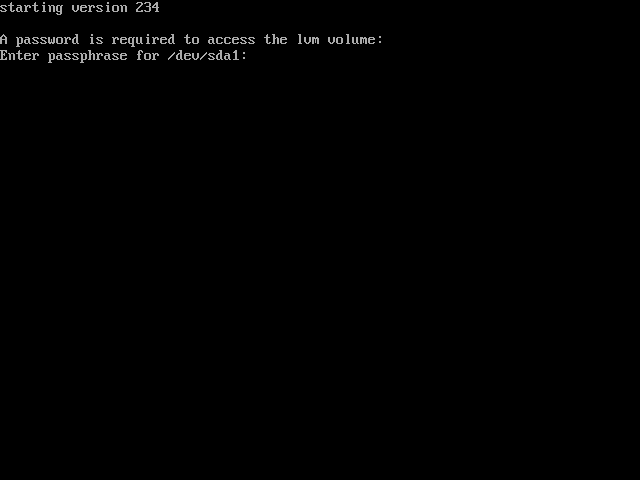 starting version 234
A password is required to access the lvm volume:
Enter passphrase for /dev/sda1: